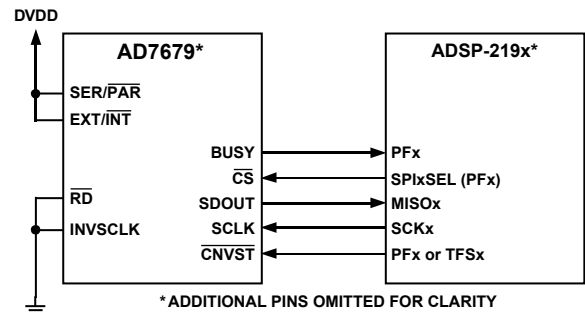 DVDD
AD7679*
ADSP-219x*
SER/PAR
EXT/INT
BUSY
PFx
CS
SPIxSEL (PFx)
RD
SDOUT
MISOx
INVSCLK
SCLK
SCKx
CNVST
PFx or TFSx
*ADDITIONAL PINS OMITTED FOR CLARITY